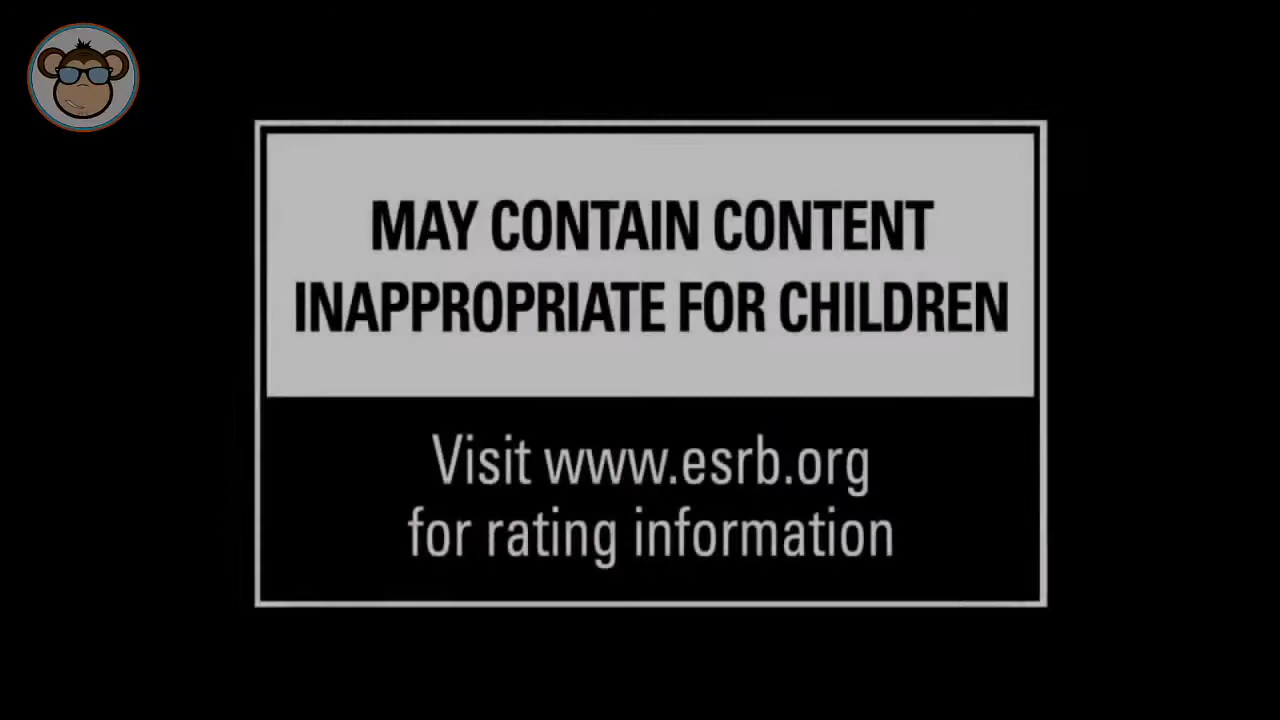 MAY CONTAIN CONTENT
INAPPROPRIATE FOR CHILDREN
Visit www.esrb.org
for rating information